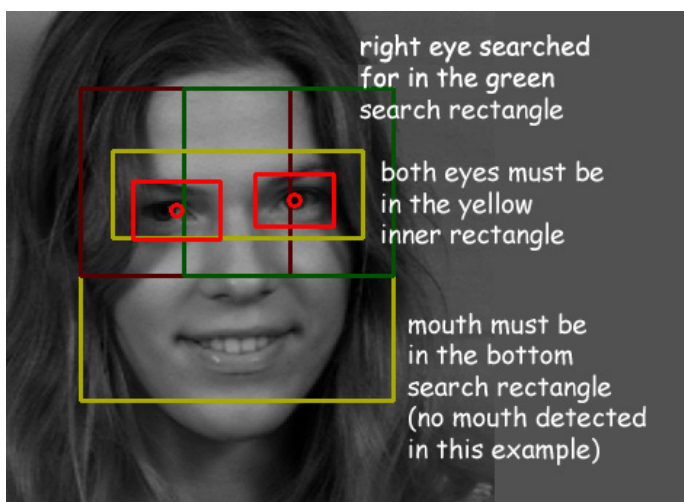 right eye searched
for in the green
search rectangle
both eyes must be
in the yellow
inner rectangle
mouth must be
in the bottom
search rectangle
(no mouth detected
in this example)